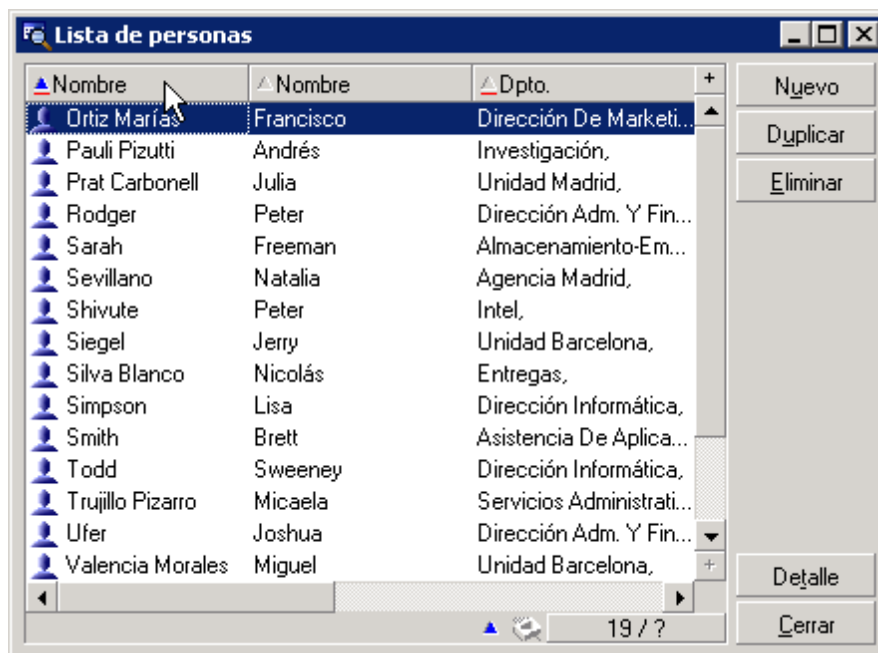 Lista de personas
Nombre Nombre Dpto. +
Ortiz Marías Francisco Dirección De Marketi...
Pauli Pizutti Andrés Investigación,
Prat Carbonell Julia Unidad Madrid,
Rodger Peter Dirección Adm. Y Fin...
Sarah Freeman Almacenamiento-Em...
Sevillano Natalia Agencia Madrid,
Shivute Peter Intel,
Siegel Jerry Unidad Barcelona,
Silva Blanco Nicolás Entregas,
Simpson Lisa Dirección Informática,
Smith Brett Asistencia De Aplica...
Todd Sweeney Dirección Informática,
Trujillo Pizarro Micaela Servicios Administrati...
Ufer Joshua Dirección Adm. Y Fin...
Valencia Morales Miguel Unidad Barcelona, +
19 / ?
Nuevo
Duplicar
Eliminar
Detalle
Cerrar